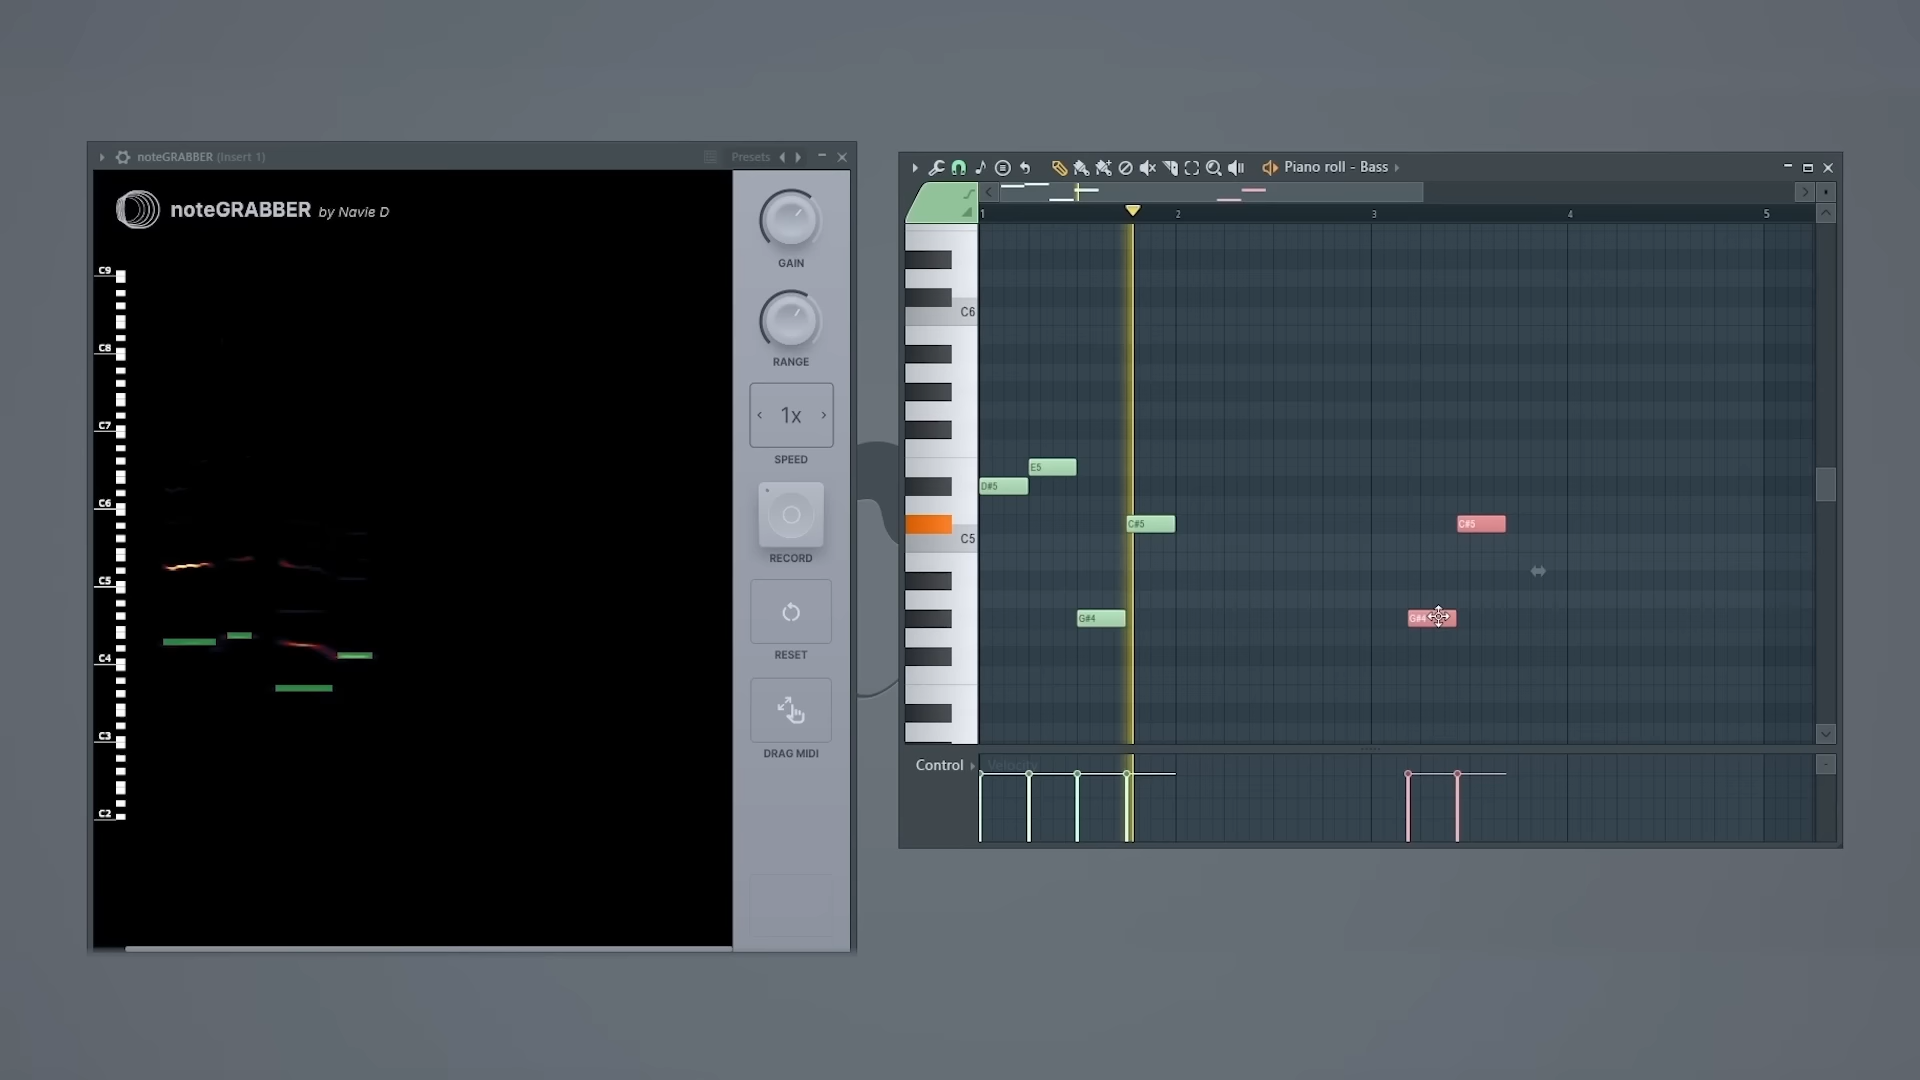 noteGRABBER (Insert 1)
Presets
noteGRABBER by Navie D
C9
C8
C7
C6
C5
C4
C3
C2
GAIN
RANGE
1x
SPEED
RECORD
RESET
DRAG MIDI
Piano roll - Bass
1 2 3 4 5
C6
E5
D#5
C#5 C#5
C5
G#4 G#4
Control Velocity